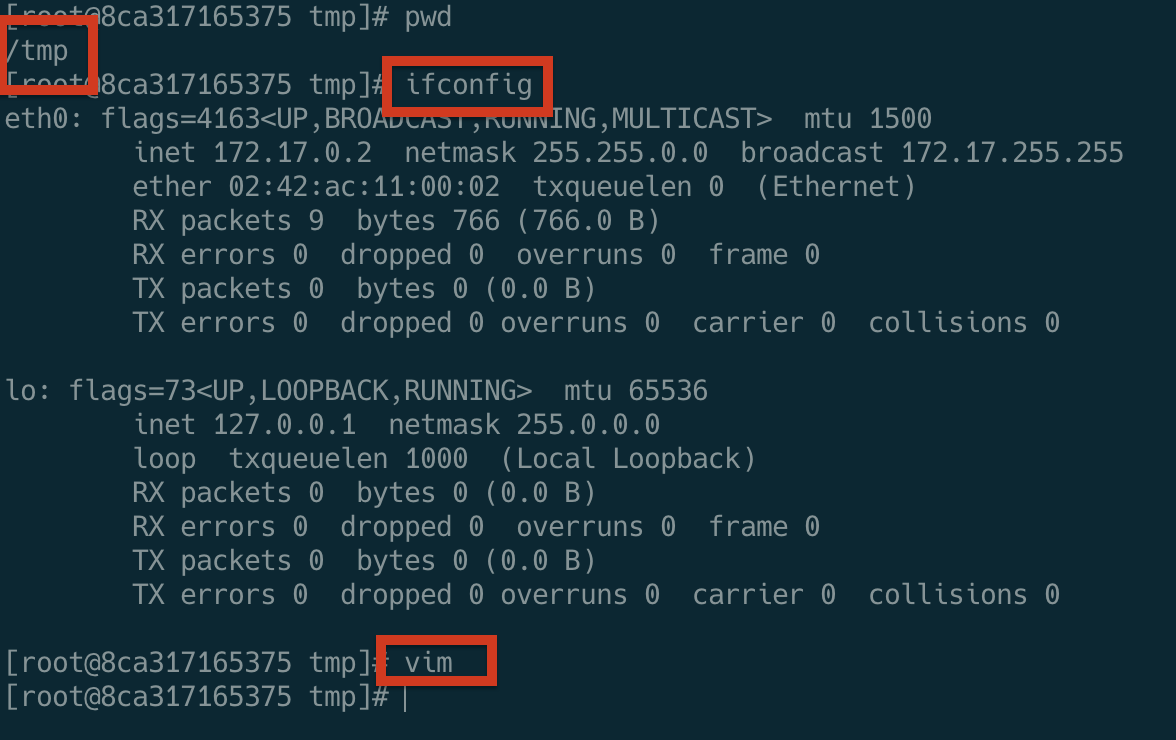 [root@8ca317165375 tmp]# pwd
/tmp
[root@8ca317165375 tmp]# ifconfig
eth0: flags=4163<UP,BROADCAST,RUNNING,MULTICAST>  mtu 1500
        inet 172.17.0.2  netmask 255.255.0.0  broadcast 172.17.255.255
        ether 02:42:ac:11:00:02  txqueuelen 0  (Ethernet)
        RX packets 9  bytes 766 (766.0 B)
        RX errors 0  dropped 0  overruns 0  frame 0
        TX packets 0  bytes 0 (0.0 B)
        TX errors 0  dropped 0 overruns 0  carrier 0  collisions 0

lo: flags=73<UP,LOOPBACK,RUNNING>  mtu 65536
        inet 127.0.0.1  netmask 255.0.0.0
        loop  txqueuelen 1000  (Local Loopback)
        RX packets 0  bytes 0 (0.0 B)
        RX errors 0  dropped 0  overruns 0  frame 0
        TX packets 0  bytes 0 (0.0 B)
        TX errors 0  dropped 0 overruns 0  carrier 0  collisions 0

[root@8ca317165375 tmp]# vim
[root@8ca317165375 tmp]#